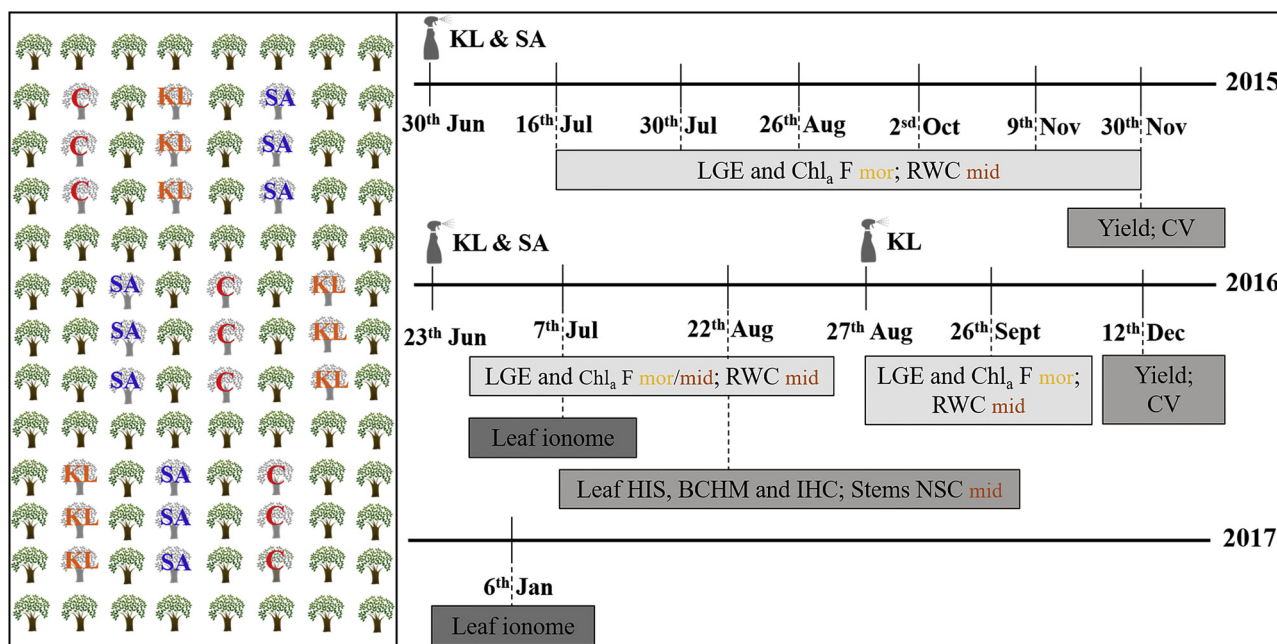 C KL SA
C KL SA
C KL SA
SA C KL
SA C KL
SA C KL
KL SA C
KL SA C
KL SA C
KL & SA
2015
30th Jun 16th Jul 30th Jul 26th Aug 2sd Oct 9th Nov 30th Nov
LGE and Chla F mor; RWC mid
Yield; CV
KL & SA KL
2016
23th Jun 7th Jul 22th Aug 27th Aug 26th Sept 12th Dec
LGE and Chla F mor/mid; RWC mid
LGE and Chla F mor;
RWC mid
Yield;
CV
Leaf ionome
Leaf HIS, BCHM and IHC; Stems NSC mid
2017
6th Jan
Leaf ionome